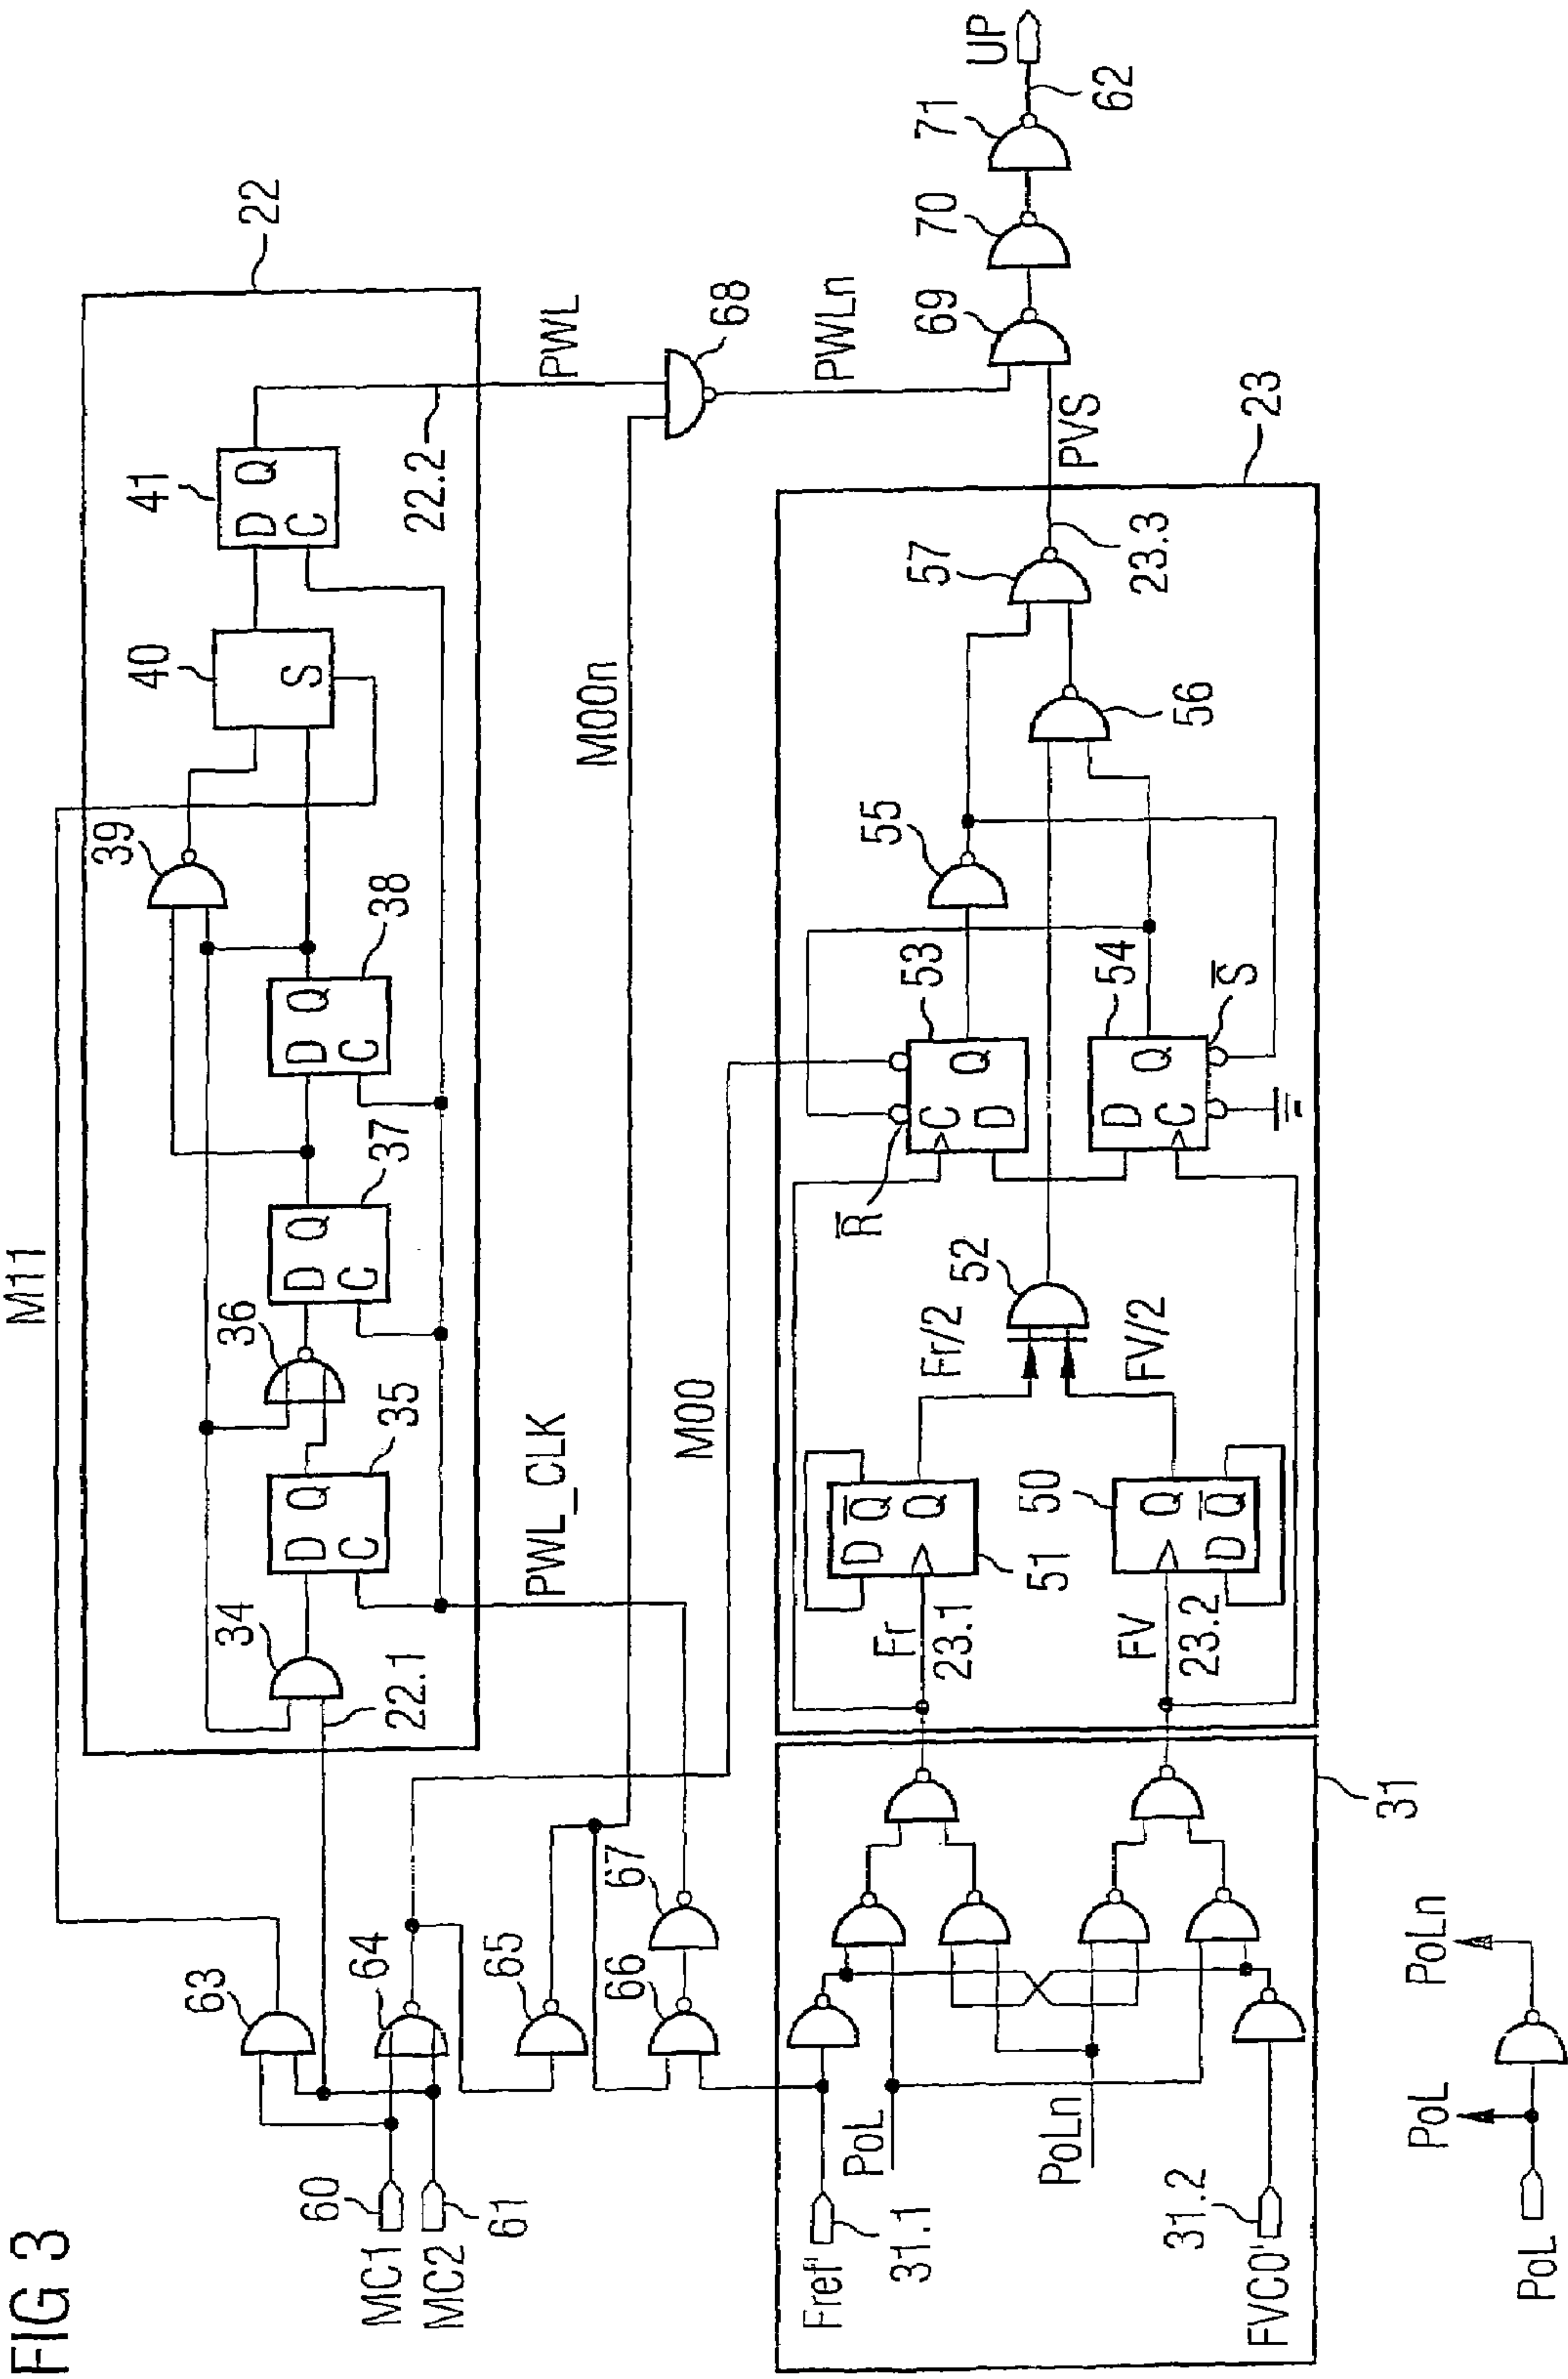 FIG 3
M11
22
39
40
41
34
35
36
37
38
D Q
C
D Q
C
D Q
C
S
D Q
C
22.1
22.2
PWL
PWL_CLK
M00n
M00
60
MC1
MC2
61
63
64
65
66
67
68
PWLn
69
70
71
UP
62
PVS
23
Fref'
31.1
PoL
PoLn
31.2
FVCO'
31
Fr
23.1
FV
23.2
D Q̅
Q
51
50
Q
D Q̅
Fr/2
FV/2
52
R̅
C Q
D
53
D Q
C
54
S̅
55
56
57
23.3
PoL
PoL
PoLn